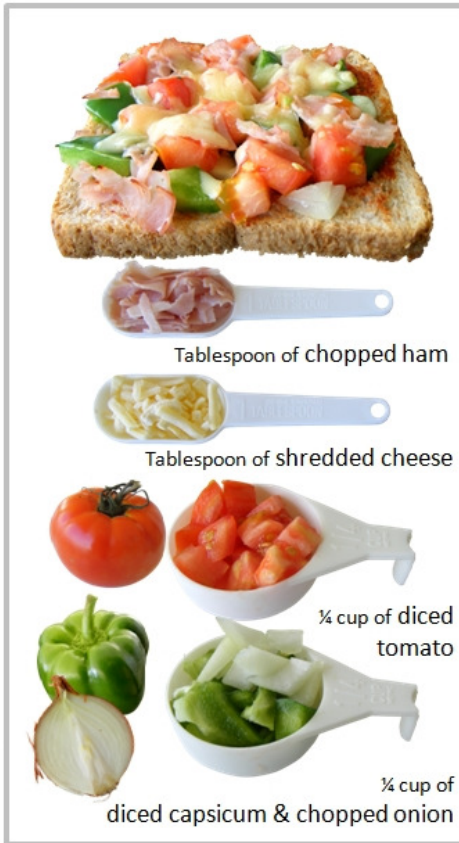 Tablespoon of chopped ham
Tablespoon of shredded cheese
¼ cup of diced
tomato
¼ cup of
diced capsicum & chopped onion